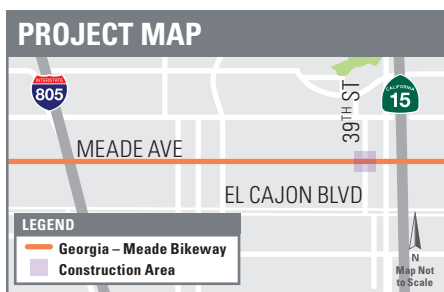 PROJECT MAP
INTERSTATE
805
CALIFORNIA
15
39TH ST
MEADE AVE
EL CAJON BLVD
LEGEND
Georgia – Meade Bikeway
Construction Area
N
Map Not
to Scale